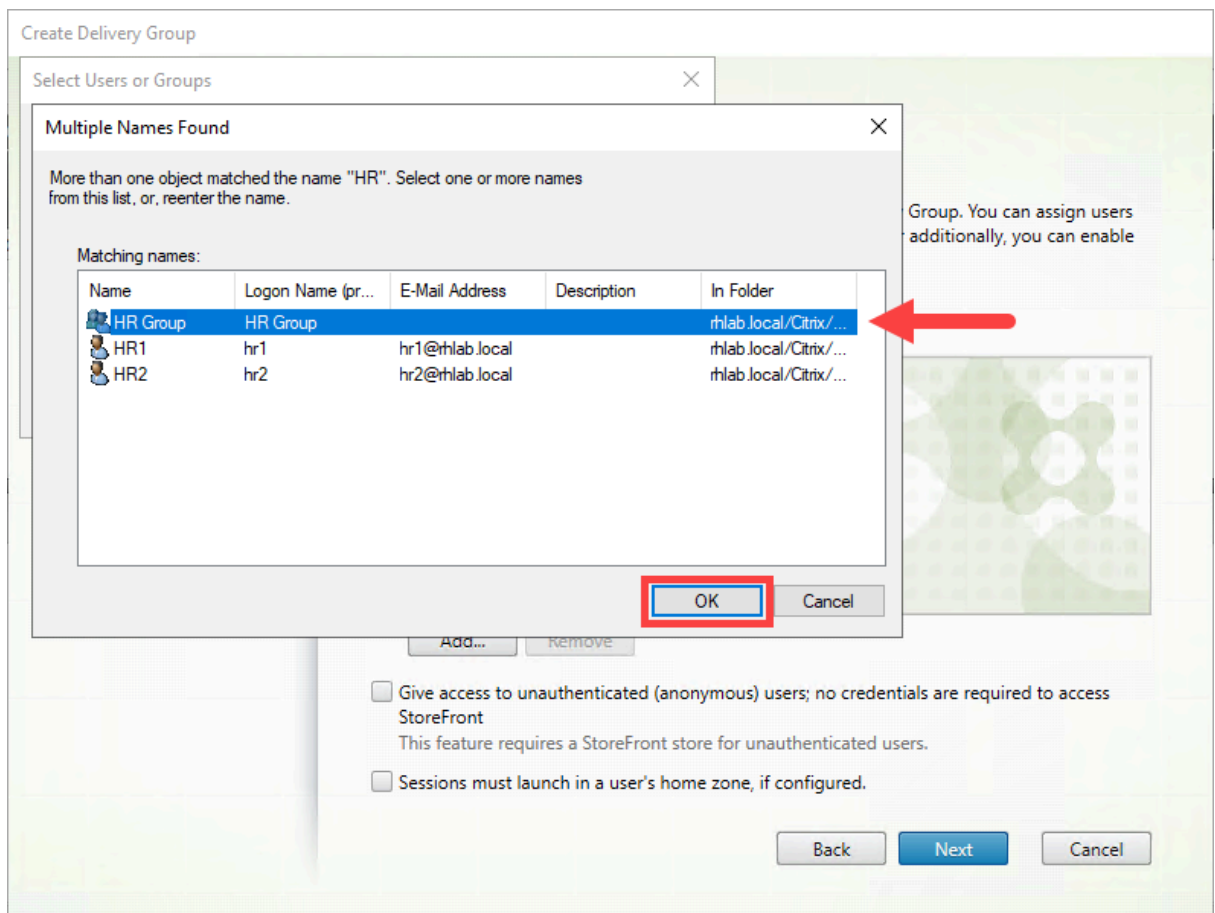 Create Delivery Group
Select Users or Groups
Multiple Names Found
More than one object matched the name "HR". Select one or more names
from this list, or, reenter the name.
Group. You can assign users
additionally, you can enable
Matching names:
Name Logon Name (pr... E-Mail Address Description In Folder
HR Group HR Group rhlab.local/Citrix/...
HR1 hr1 hr1@rhlab.local rhlab.local/Citrix/...
HR2 hr2 hr2@rhlab.local rhlab.local/Citrix/...
OK Cancel
Add... Remove
Give access to unauthenticated (anonymous) users; no credentials are required to access
StoreFront
This feature requires a StoreFront store for unauthenticated users.
Sessions must launch in a user's home zone, if configured.
Back Next Cancel